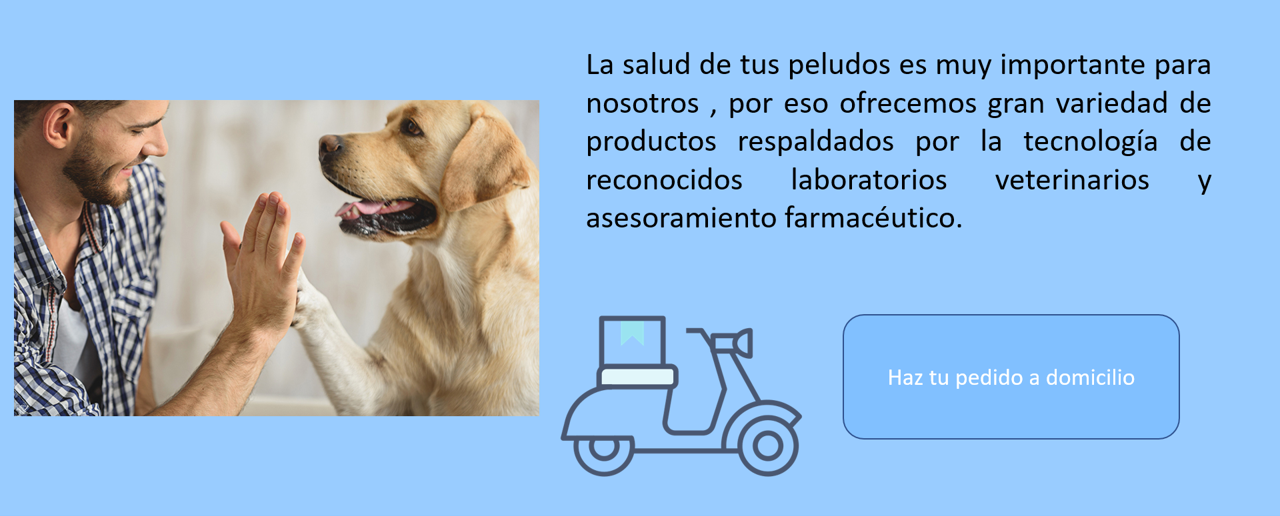 La salud de tus peludos es muy importante para
nosotros , por eso ofrecemos gran variedad de
productos respaldados por la tecnología de
reconocidos laboratorios veterinarios y
asesoramiento farmacéutico.
Haz tu pedido a domicilio